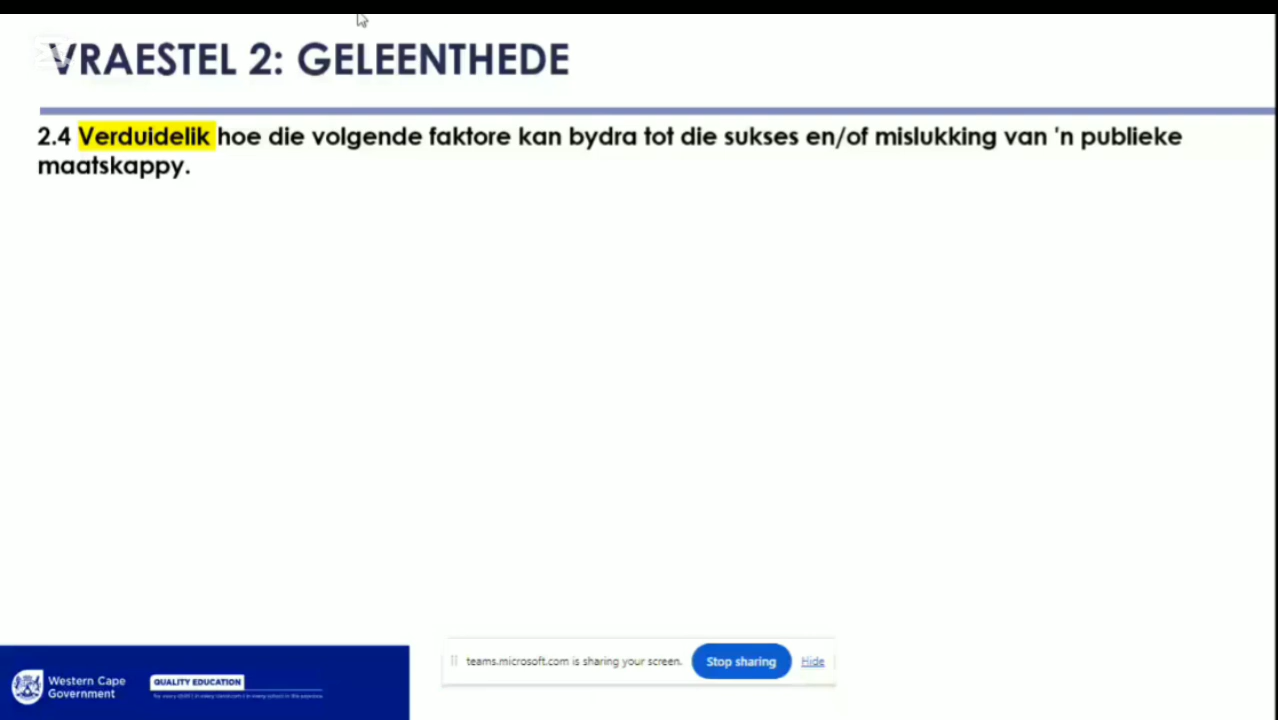 VRAESTEL 2: GELEENTHEDE
2.4 Verduidelik hoe die volgende faktore kan bydra tot die sukses en/of mislukking van 'n publieke
maatskappy.
teams.microsoft.com is sharing your screen. Stop sharing Hide
Western Cape
Government
QUALITY EDUCATION